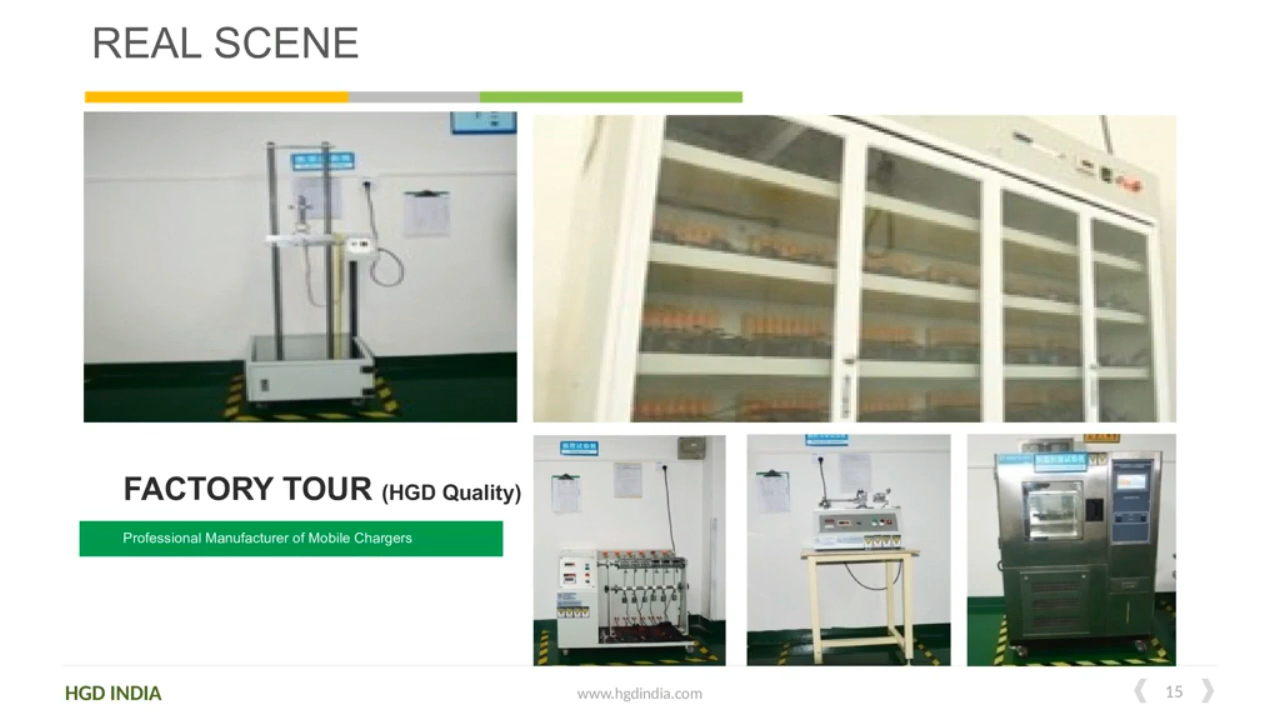 REAL SCENE
FACTORY TOUR (HGD Quality)
Professional Manufacturer of Mobile Chargers
HGD INDIA
www.hgdindia.com
15